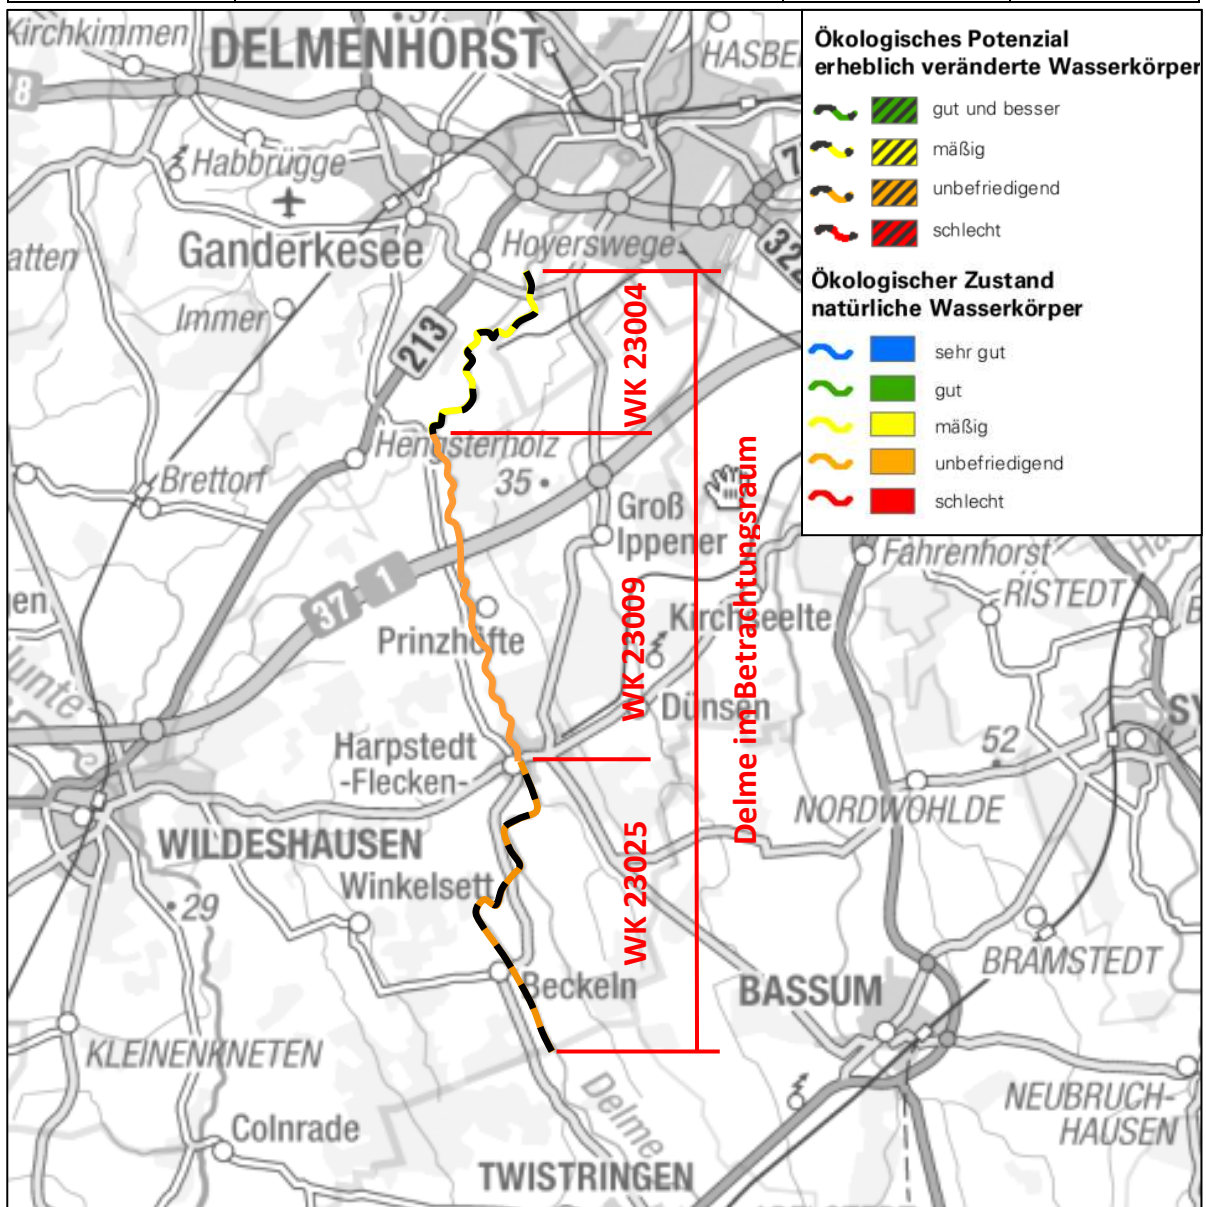 Kirchkimmen
DELMENHORST
8
Habbrügge
Ganderkesee
Hoyerswege
atten
Immer
213
322
Hengsterholz
35
Brettorf
Groß
Ippener
37
1
Prinzhöfte
Kirchseelte
Dünsen
Harpstedt
-Flecken-
WILDESHAUSEN
Winkelsett
29
Beckeln
KLEINENKNETEN
Colnrade
Delme
TWISTRINGEN
Fahrenhorst
RISTEDT
52
NORDWOHLDE
BRAMSTEDT
BASSUM
NEUBRUCH-
HAUSEN
WK 23004
WK 23009
WK 23025
Delme im Betrachtungsraum
Ökologisches Potenzial
erheblich veränderte Wasserkörper
gut und besser
mäßig
unbefriedigend
schlecht
Ökologischer Zustand
natürliche Wasserkörper
sehr gut
gut
mäßig
unbefriedigend
schlecht